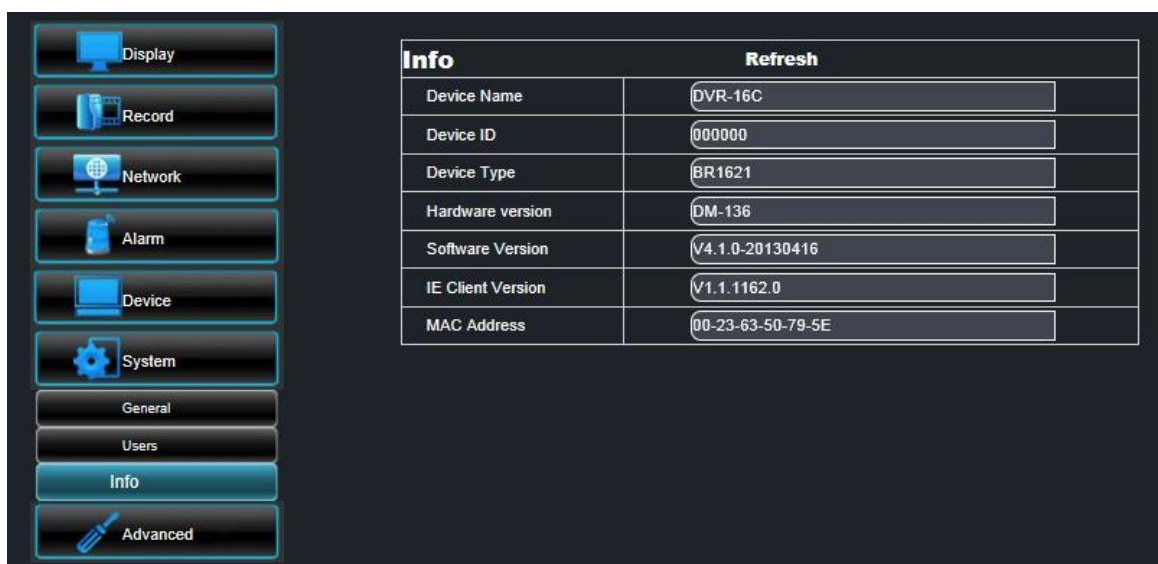 Display
Record
Network
Alarm
Device
System
General
Users
Info
Advanced
Info Refresh
Device Name DVR-16C
Device ID 000000
Device Type BR1621
Hardware version DM-136
Software Version V4.1.0-20130416
IE Client Version V1.1.1162.0
MAC Address 00-23-63-50-79-5E